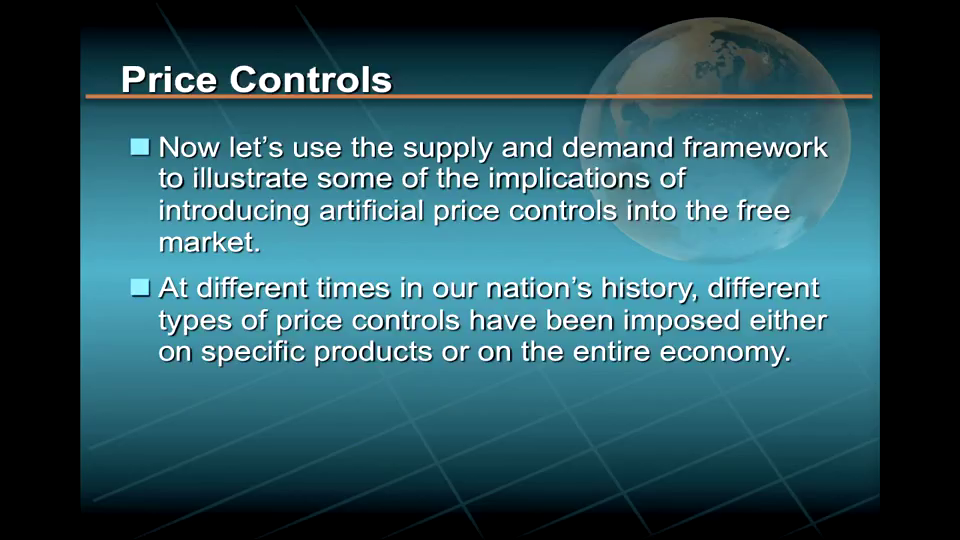 Price Controls
Now let’s use the supply and demand framework
to illustrate some of the implications of
introducing artificial price controls into the free
market.
At different times in our nation’s history, different
types of price controls have been imposed either
on specific products or on the entire economy.